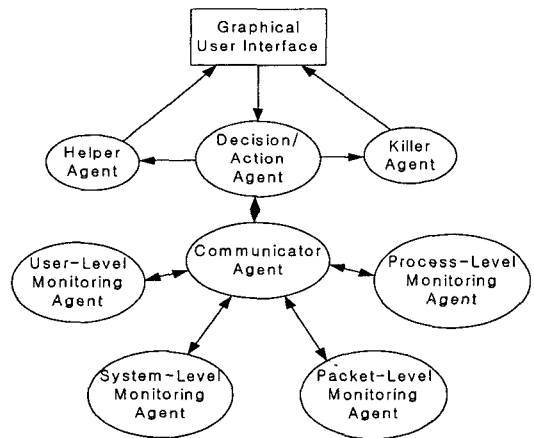 Graphical
User Interface
Helper
Agent
Decision/
Action
Agent
Killer
Agent
Communicator
Agent
User-Level
Monitoring
Agent
Process-Level
Monitoring
Agent
System-Level
Monitoring
Agent
Packet-Level
Monitoring
Agent